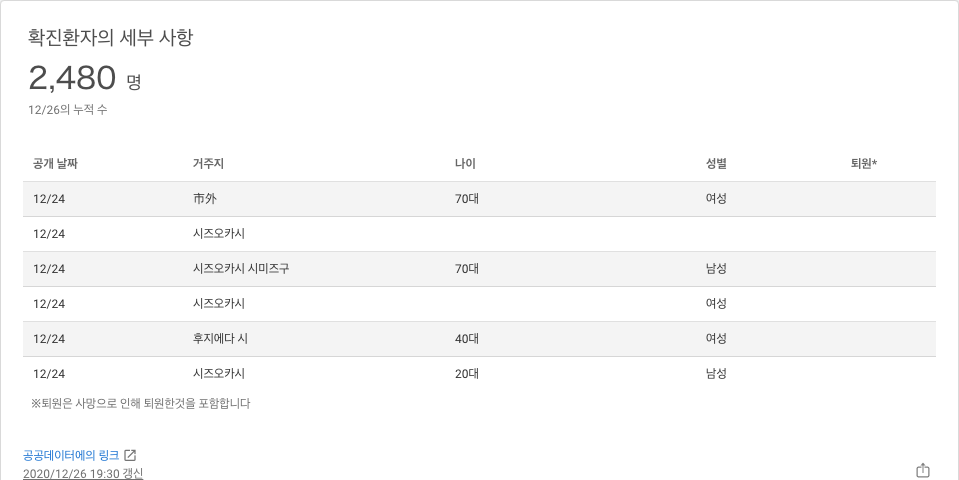 확진환자의 세부 사항
2,480 명
12/26의 누적 수
공개 날짜 거주지 나이 성별 퇴원*
12/24 市外 70대 여성
12/24 시즈오카시
12/24 시즈오카시 시미즈구 70대 남성
12/24 시즈오카시 여성
12/24 후지에다 시 40대 여성
12/24 시즈오카시 20대 남성
※퇴원은 사망으로 인해 퇴원한것을 포함합니다
공공데이터에의 링크
2020/12/26 19:30 갱신